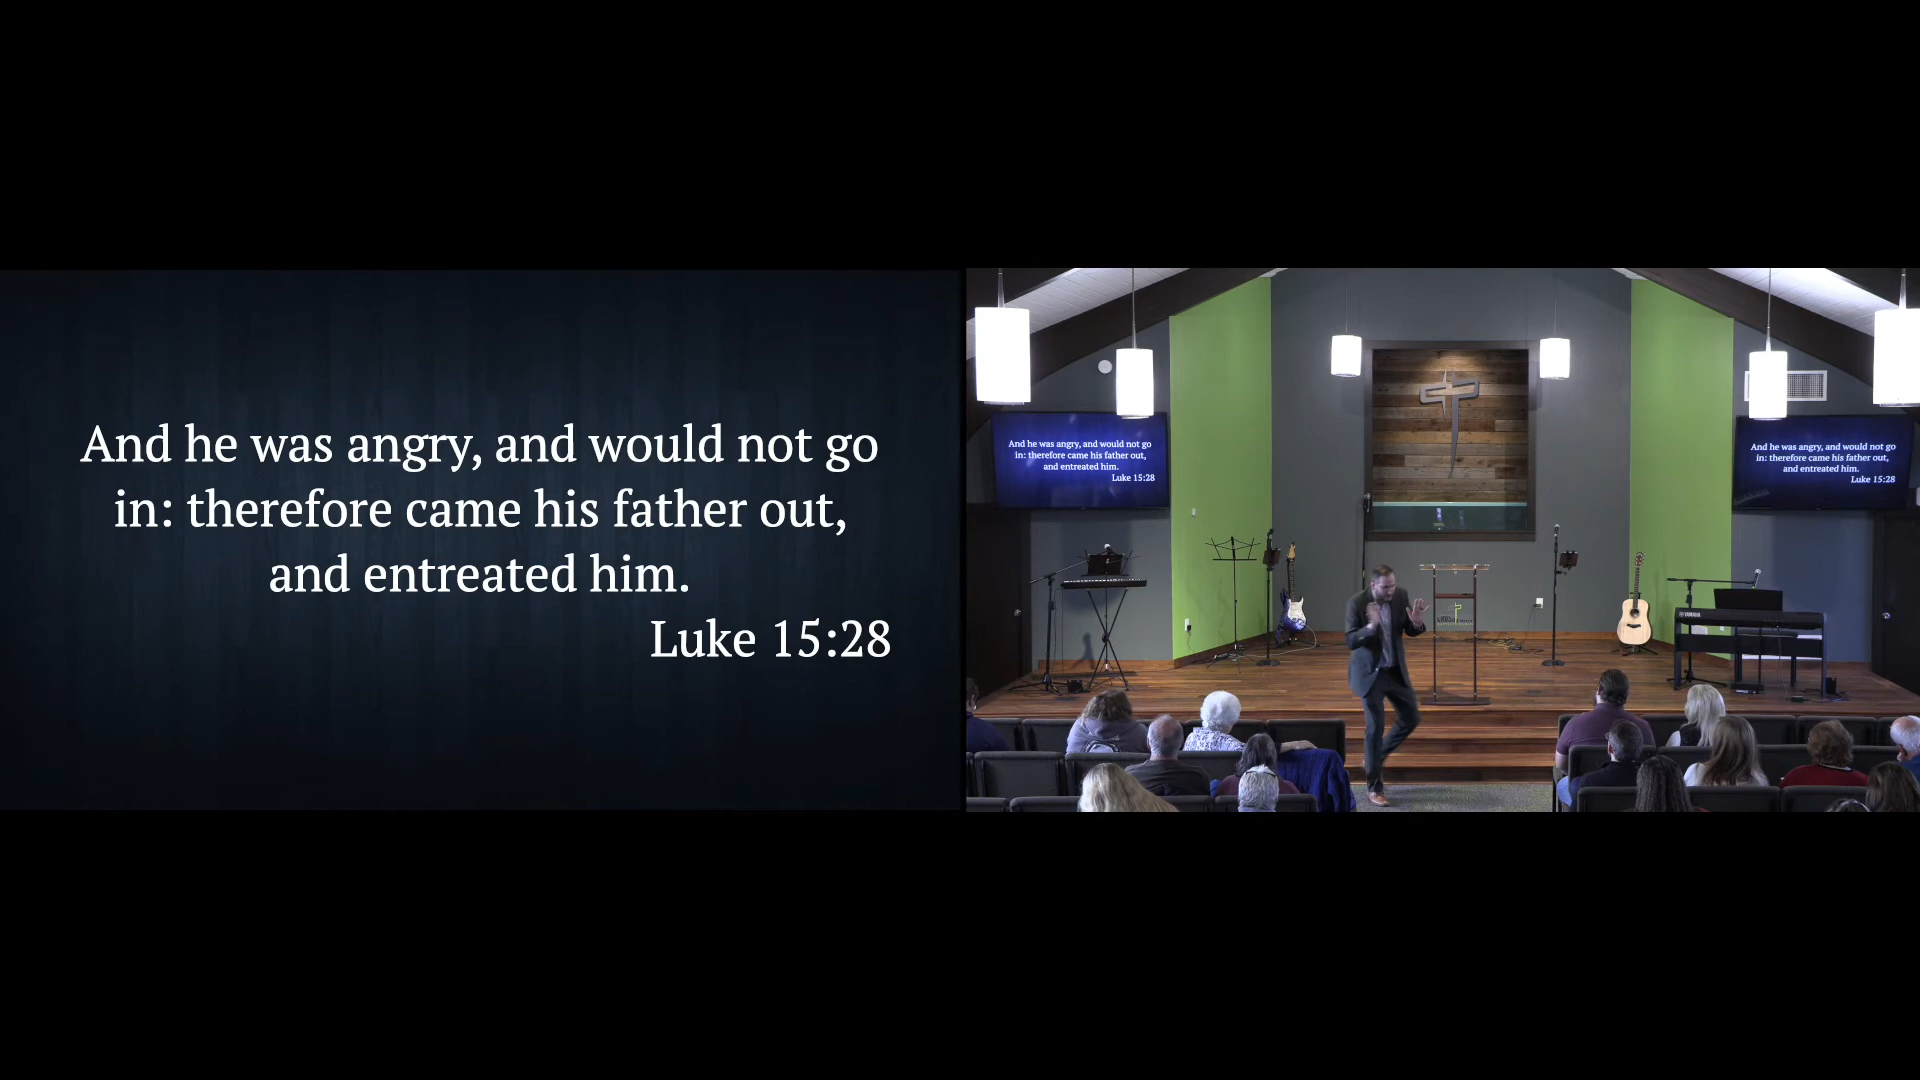 And he was angry, and would not go
in: therefore came his father out,
and entreated him.
Luke 15:28
And he was angry, and would not go
in: therefore came his father out,
and entreated him.
Luke 15:28
And he was angry, and would not go
in: therefore came his father out,
and entreated him.
Luke 15:28
YAMAHA